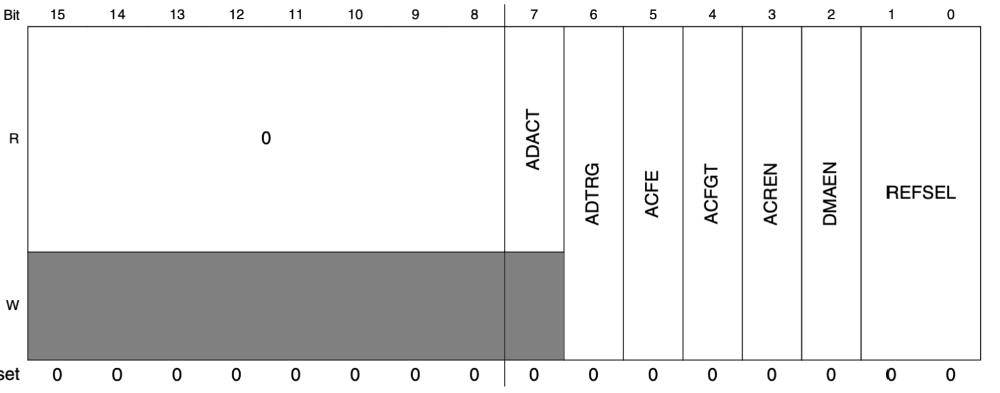 Bit 15 14 13 12 11 10 9 8 7 6 5 4 3 2 1 0
R 0 ADACT ADTRG ACFE ACFGT ACREN DMAEN REFSEL
W
set 0 0 0 0 0 0 0 0 0 0 0 0 0 0 0 0